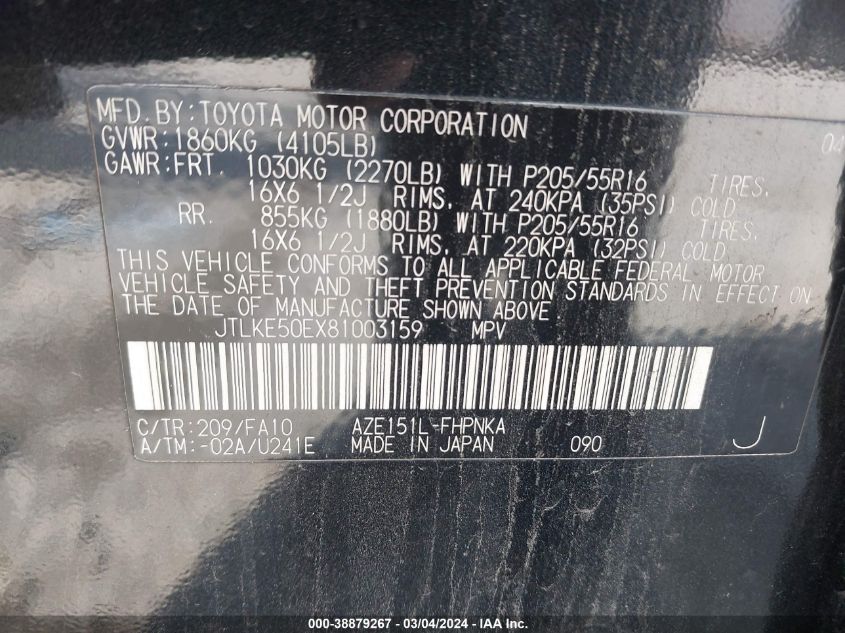 MFD. BY: TOYOTA MOTOR CORPORATION 04
GVWR: 1860KG (4105LB)
GAWR: FRT. 1030KG (2270LB) WITH P205/55R16 TIRES,
16X6 1/2J RIMS, AT 240KPA (35PSI) COLD
RR. 855KG (1880LB) WITH P205/55R16 TIRES,
16X6 1/2J RIMS, AT 220KPA (32PSI) COLD
THIS VEHICLE CONFORMS TO ALL APPLICABLE FEDERAL MOTOR
VEHICLE SAFETY AND THEFT PREVENTION STANDARDS IN EFFECT ON
THE DATE OF MANUFACTURE SHOWN ABOVE.
JTLKE50EX81003159 MPV
C/TR: 209/FA10 AZE151L-FHPNKA
A/TM: -02A/U241E MADE IN JAPAN 090 J
000-38879267 - 03/04/2024 - IAA Inc.